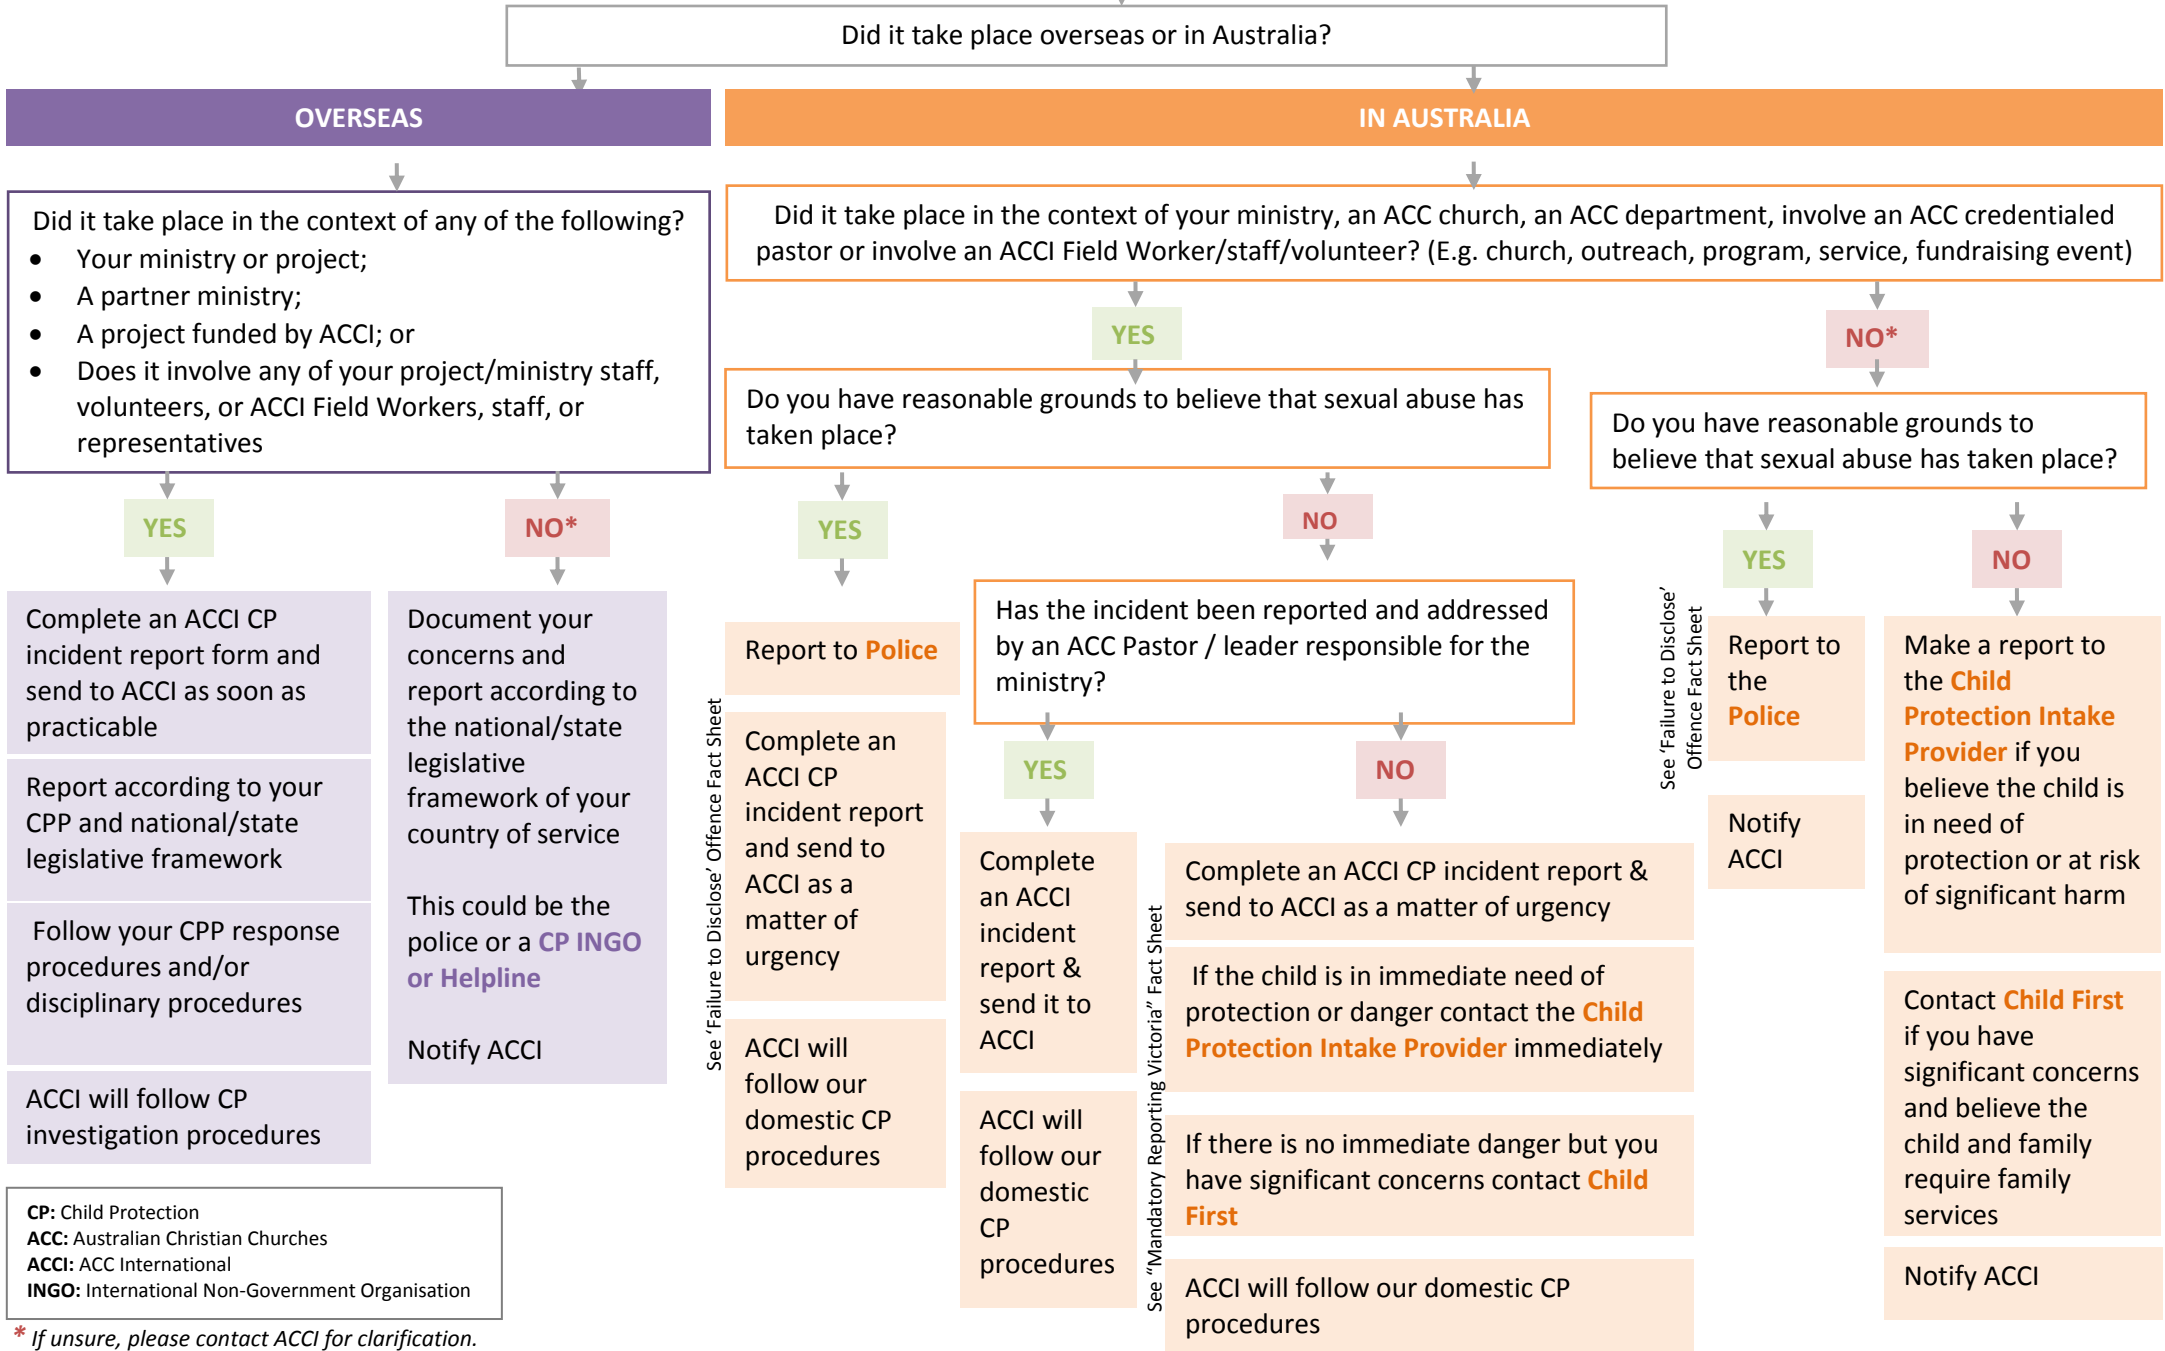 Did it take place overseas or in Australia?
OVERSEAS
Did it take place in the context of any of the following?
• Your ministry or project;
• A partner ministry;
• A project funded by ACCI; or
• Does it involve any of your project/ministry staff,
volunteers, or ACCI Field Workers, staff, or
representatives
YES
Complete an ACCI CP
incident report form and
send to ACCI as soon as
practicable
Report according to your
CPP and national/state
legislative framework
Follow your CPP response
procedures and/or
disciplinary procedures
ACCI will follow CP
investigation procedures
NO*
Document your
concerns and
report according to
the national/state
legislative
framework of your
country of service
This could be the
police or a CP INGO
or Helpline
Notify ACCI
IN AUSTRALIA
Did it take place in the context of your ministry, an ACC church, an ACC department, involve an ACC credentialed
pastor or involve an ACCI Field Worker/staff/volunteer? (E.g. church, outreach, program, service, fundraising event)
YES
Do you have reasonable grounds to believe that sexual abuse has
taken place?
YES
See ‘Failure to Disclose’ Offence Fact Sheet
Report to Police
Complete an
ACCI CP
incident report
and send to
ACCI as a
matter of
urgency
ACCI will
follow our
domestic CP
procedures
NO
Has the incident been reported and addressed
by an ACC Pastor / leader responsible for the
ministry?
YES
Complete
an ACCI
incident
report &
send it to
ACCI
ACCI will
follow our
domestic
CP
procedures
NO
See “Mandatory Reporting Victoria” Fact Sheet
Complete an ACCI CP incident report &
send to ACCI as a matter of urgency
If the child is in immediate need of
protection or danger contact the Child
Protection Intake Provider immediately
If there is no immediate danger but you
have significant concerns contact Child
First
ACCI will follow our domestic CP
procedures
NO*
Do you have reasonable grounds to
believe that sexual abuse has taken place?
YES
See ‘Failure to Disclose’
Offence Fact Sheet
Report to
the
Police
Notify
ACCI
NO
Make a report to
the Child
Protection Intake
Provider if you
believe the child is
in need of
protection or at risk
of significant harm
Contact Child First
if you have
significant concerns
and believe the
child and family
require family
services
Notify ACCI
CP: Child Protection
ACC: Australian Christian Churches
ACCI: ACC International
INGO: International Non-Government Organisation
* If unsure, please contact ACCI for clarification.